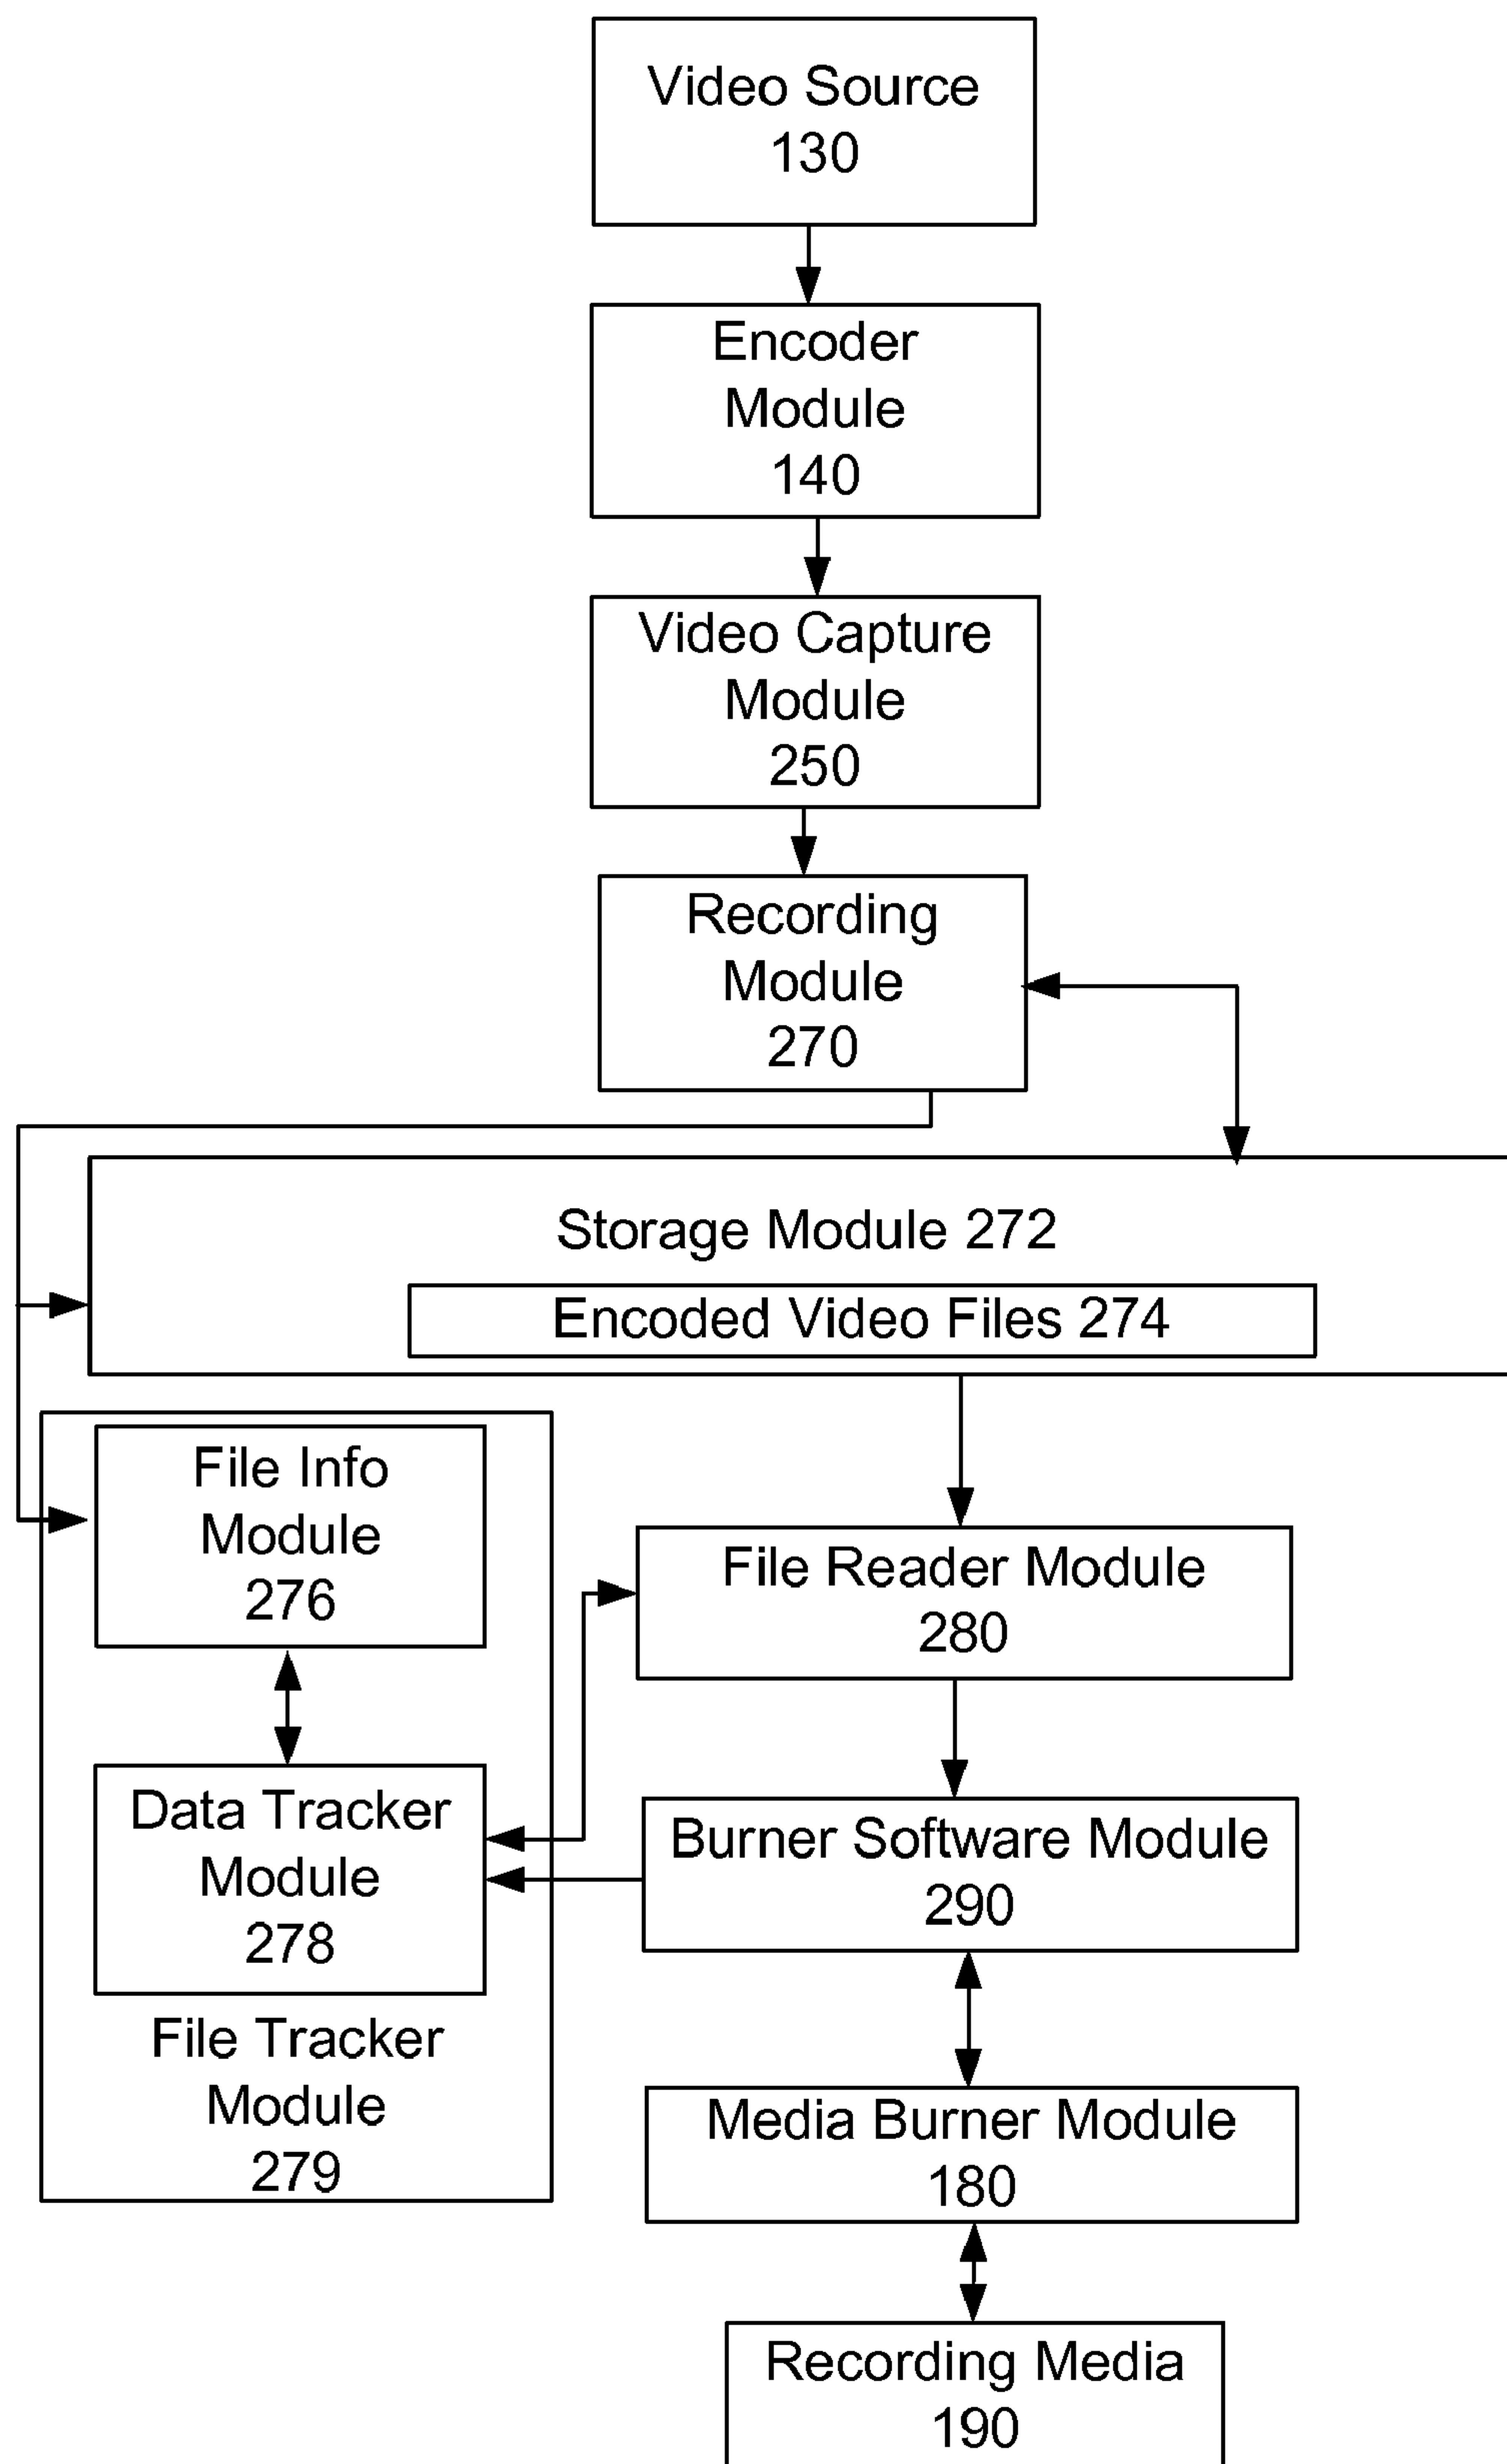 Video Source
130
Encoder
Module
140
Video Capture
Module
250
Recording
Module
270
Storage Module 272
Encoded Video Files 274
File Info
Module
276
File Reader Module
280
Data Tracker
Module
278
Burner Software Module
290
File Tracker
Module
279
Media Burner Module
180
Recording Media
190